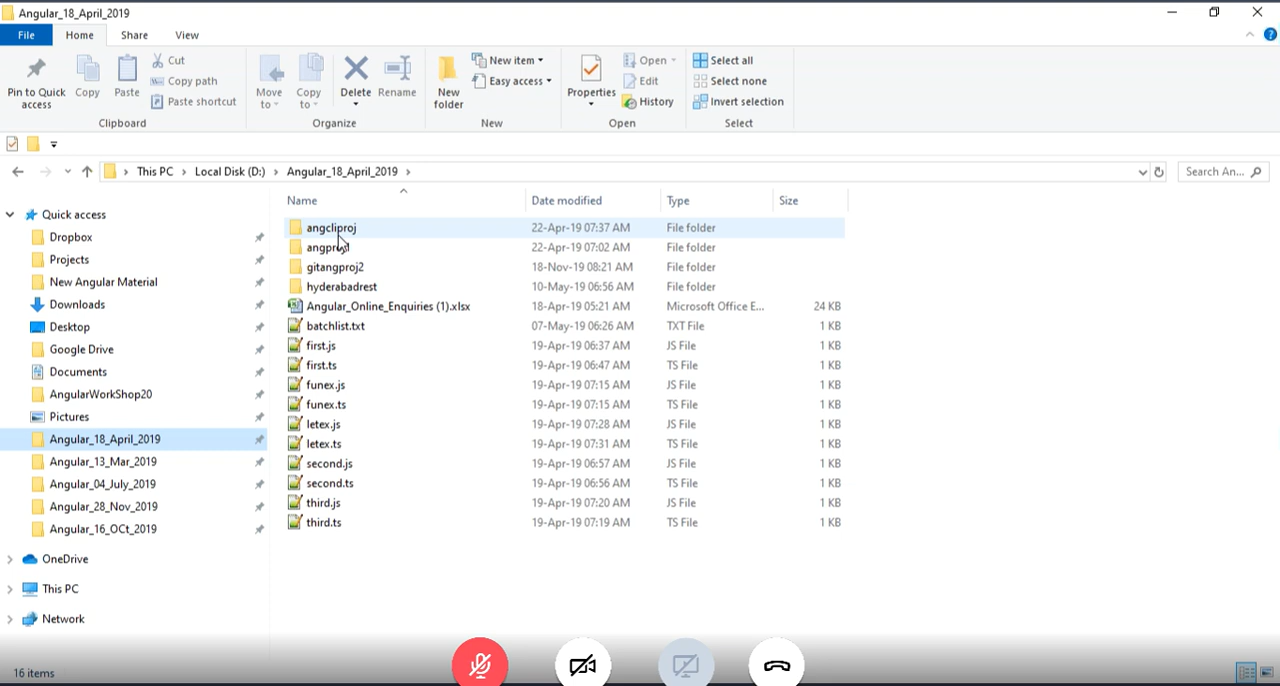 Angular_18_April_2019
File Home Share View
Pin to Quick access
Copy
Paste
Cut
Copy path
Paste shortcut
Clipboard
Move to
Copy to
Delete
Rename
Organize
New folder
New item
Easy access
New
Properties
Open
Edit
History
Open
Select all
Select none
Invert selection
Select
This PC > Local Disk (D:) > Angular_18_April_2019 >
Search An...
Quick access
Dropbox
Projects
New Angular Material
Downloads
Desktop
Google Drive
Documents
AngularWorkShop20
Pictures
Angular_18_April_2019
Angular_13_Mar_2019
Angular_04_July_2019
Angular_28_Nov_2019
Angular_16_OCt_2019
OneDrive
This PC
Network
Name Date modified Type Size
angcliproj 22-Apr-19 07:37 AM File folder
22-Apr-19 07:02 AM File folder
gitangproj2 18-Nov-19 08:21 AM File folder
hyderabadrest 10-May-19 06:56 AM File folder
Angular_Online_Enquiries (1).xlsx 18-Apr-19 05:21 AM Microsoft Office E... 24 KB
batchlist.txt 07-May-19 06:26 AM TXT File 1 KB
first.js 19-Apr-19 06:37 AM JS File 1 KB
first.ts 19-Apr-19 06:47 AM TS File 1 KB
funex.js 19-Apr-19 07:15 AM JS File 1 KB
funex.ts 19-Apr-19 07:15 AM TS File 1 KB
letex.js 19-Apr-19 07:28 AM JS File 1 KB
letex.ts 19-Apr-19 07:31 AM TS File 1 KB
second.js 19-Apr-19 06:57 AM JS File 1 KB
second.ts 19-Apr-19 06:56 AM TS File 1 KB
third.js 19-Apr-19 07:20 AM JS File 1 KB
third.ts 19-Apr-19 07:19 AM TS File 1 KB
16 items